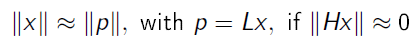 ‖x‖ ≈ ‖p‖, with p = Lx, if ‖Hx‖ ≈ 0